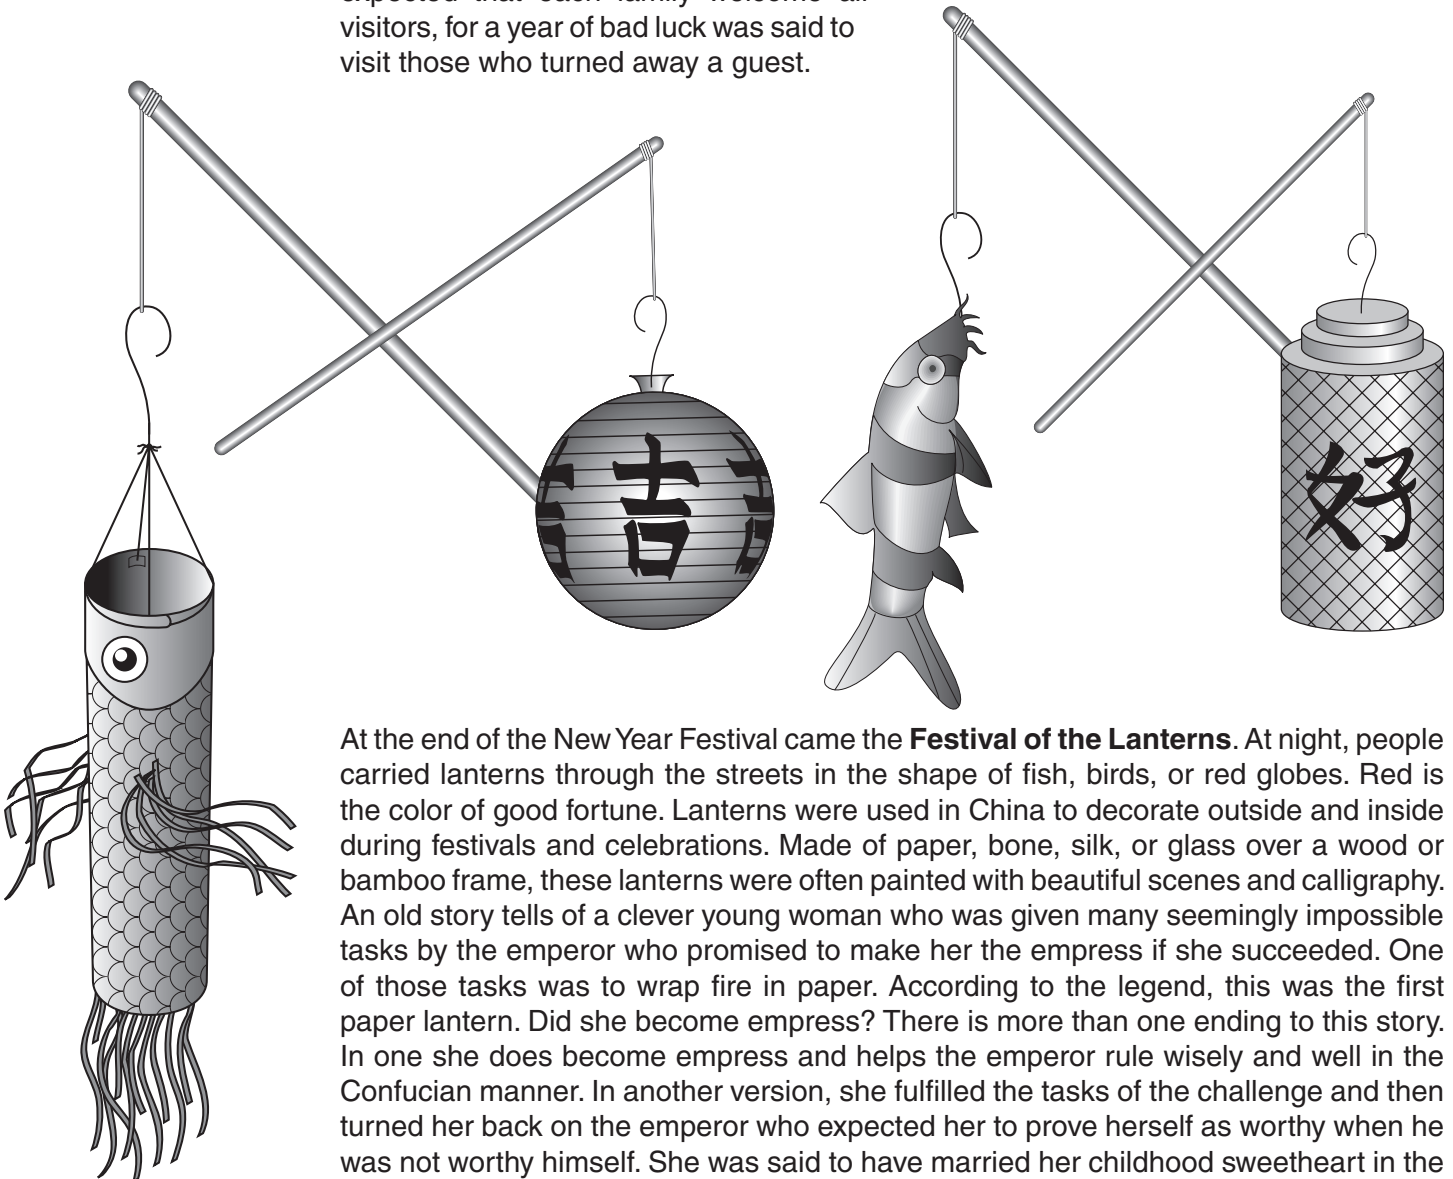 expected that each family welcome all
visitors, for a year of bad luck was said to
visit those who turned away a guest.
吉
好
At the end of the New Year Festival came the Festival of the Lanterns. At night, people
carried lanterns through the streets in the shape of fish, birds, or red globes. Red is
the color of good fortune. Lanterns were used in China to decorate outside and inside
during festivals and celebrations. Made of paper, bone, silk, or glass over a wood or
bamboo frame, these lanterns were often painted with beautiful scenes and calligraphy.
An old story tells of a clever young woman who was given many seemingly impossible
tasks by the emperor who promised to make her the empress if she succeeded. One
of those tasks was to wrap fire in paper. According to the legend, this was the first
paper lantern. Did she become empress? There is more than one ending to this story.
In one she does become empress and helps the emperor rule wisely and well in the
Confucian manner. In another version, she fulfilled the tasks of the challenge and then
turned her back on the emperor who expected her to prove herself as worthy when he
was not worthy himself. She was said to have married her childhood sweetheart in the